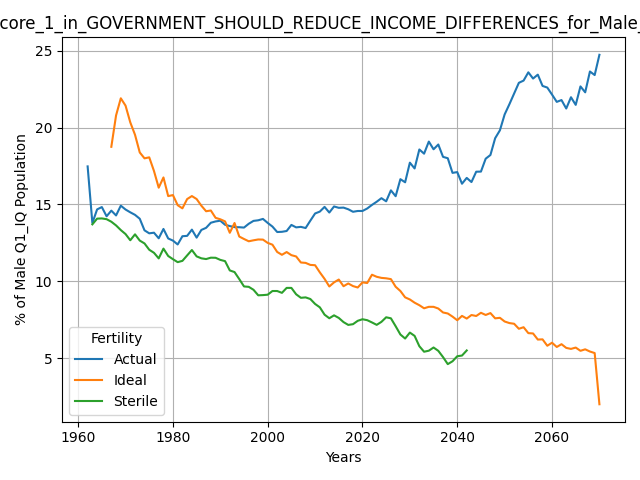 core_1_in_GOVERNMENT_SHOULD_REDUCE_INCOME_DIFFERENCES_for_Male_
25
20
15
10
5
% of Male Q1_IQ Population
Fertility
Actual
Ideal
Sterile
1960 1980 2000 2020 2040 2060
Years